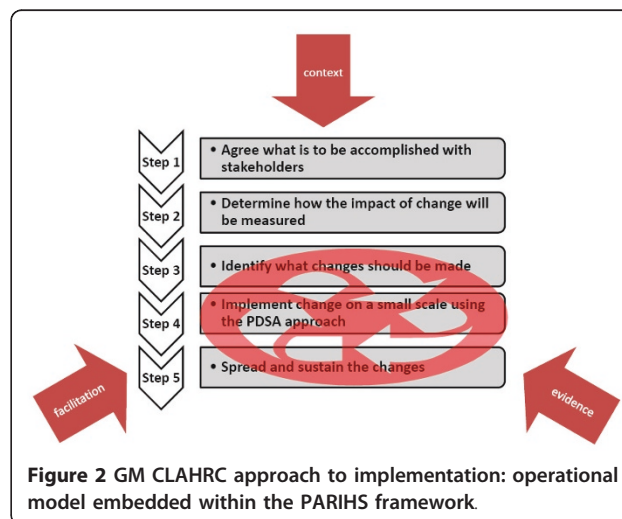 context
Step 1
• Agree what is to be accomplished with
stakeholders
Step 2
• Determine how the impact of change will
be measured
Step 3
• Identify what changes should be made
Step 4
• Implement change on a small scale using
the PDSA approach
Step 5
• Spread and sustain the changes
facilitation
evidence
Figure 2 GM CLAHRC approach to implementation: operational
model embedded within the PARIHS framework.